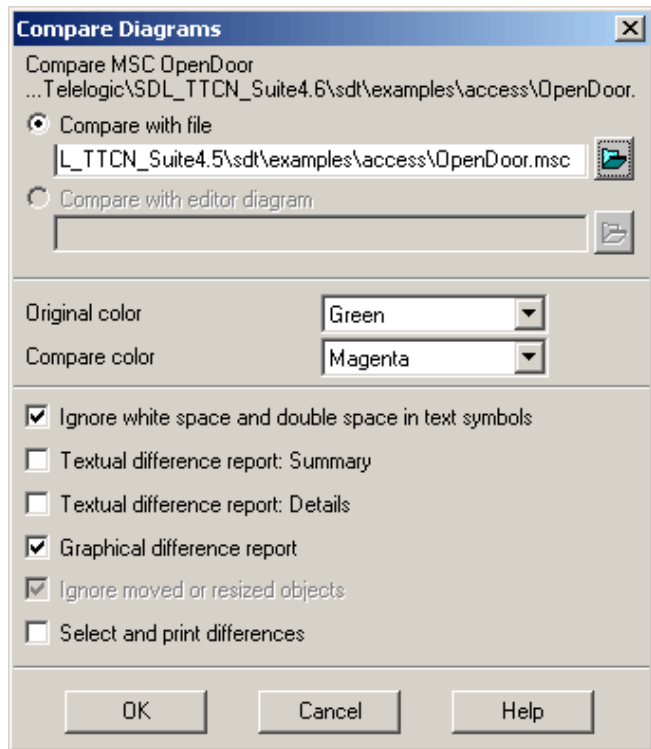 Compare Diagrams
Compare MSC OpenDoor
...Telelogic\SDL_TTCN_Suite4.6\sdt\examples\access\OpenDoor.
Compare with file
L_TTCN_Suite4.5\sdt\examples\access\OpenDoor.msc
Compare with editor diagram
Original color Green
Compare color Magenta
Ignore white space and double space in text symbols
Textual difference report: Summary
Textual difference report: Details
Graphical difference report
Ignore moved or resized objects
Select and print differences
OK Cancel Help